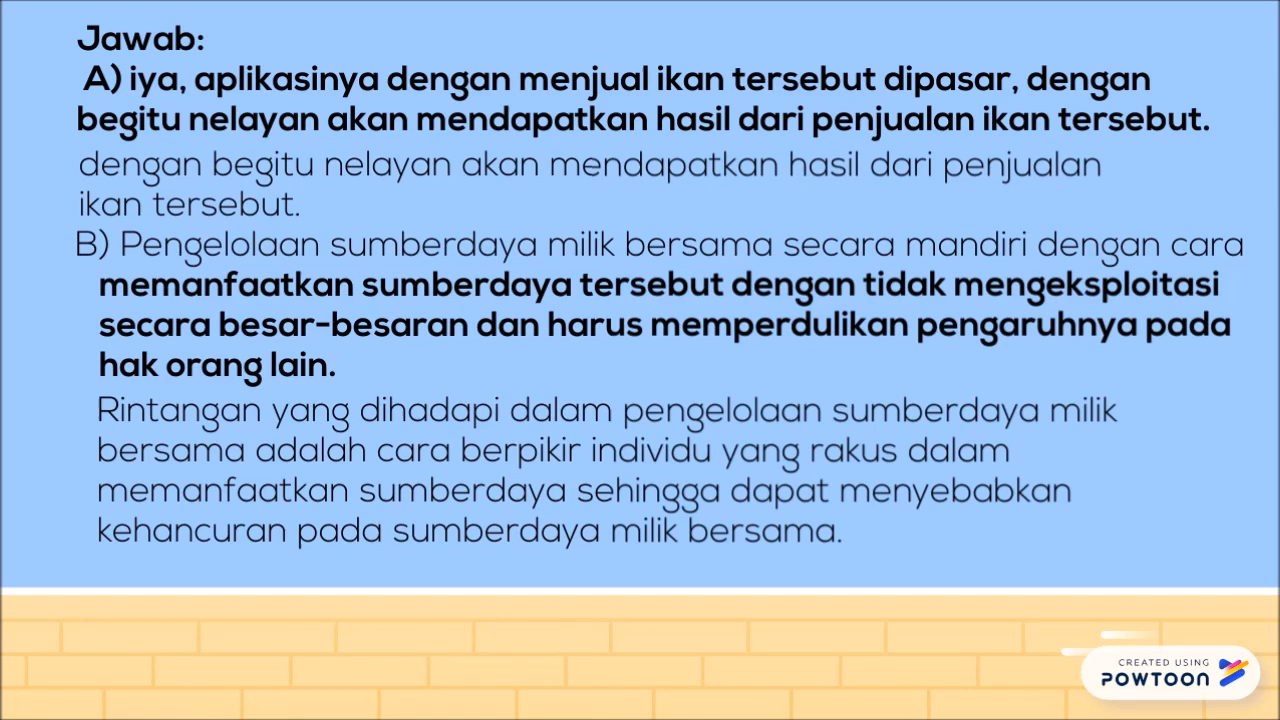 Jawab:
A) iya, aplikasinya dengan menjual ikan tersebut dipasar, dengan
begitu nelayan akan mendapatkan hasil dari penjualan ikan tersebut.
dengan begitu nelayan akan mendapatkan hasil dari penjualan
ikan tersebut.
B) Pengelolaan sumberdaya milik bersama secara mandiri dengan cara
memanfaatkan sumberdaya tersebut dengan tidak mengeksploitasi
secara besar-besaran dan harus memperdulikan pengaruhnya pada
hak orang lain.
Rintangan yang dihadapi dalam pengelolaan sumberdaya milik
bersama adalah cara berpikir individu yang rakus dalam
memanfaatkan sumberdaya sehingga dapat menyebabkan
kehancuran pada sumberdaya milik bersama.
CREATED USING
POWTOON